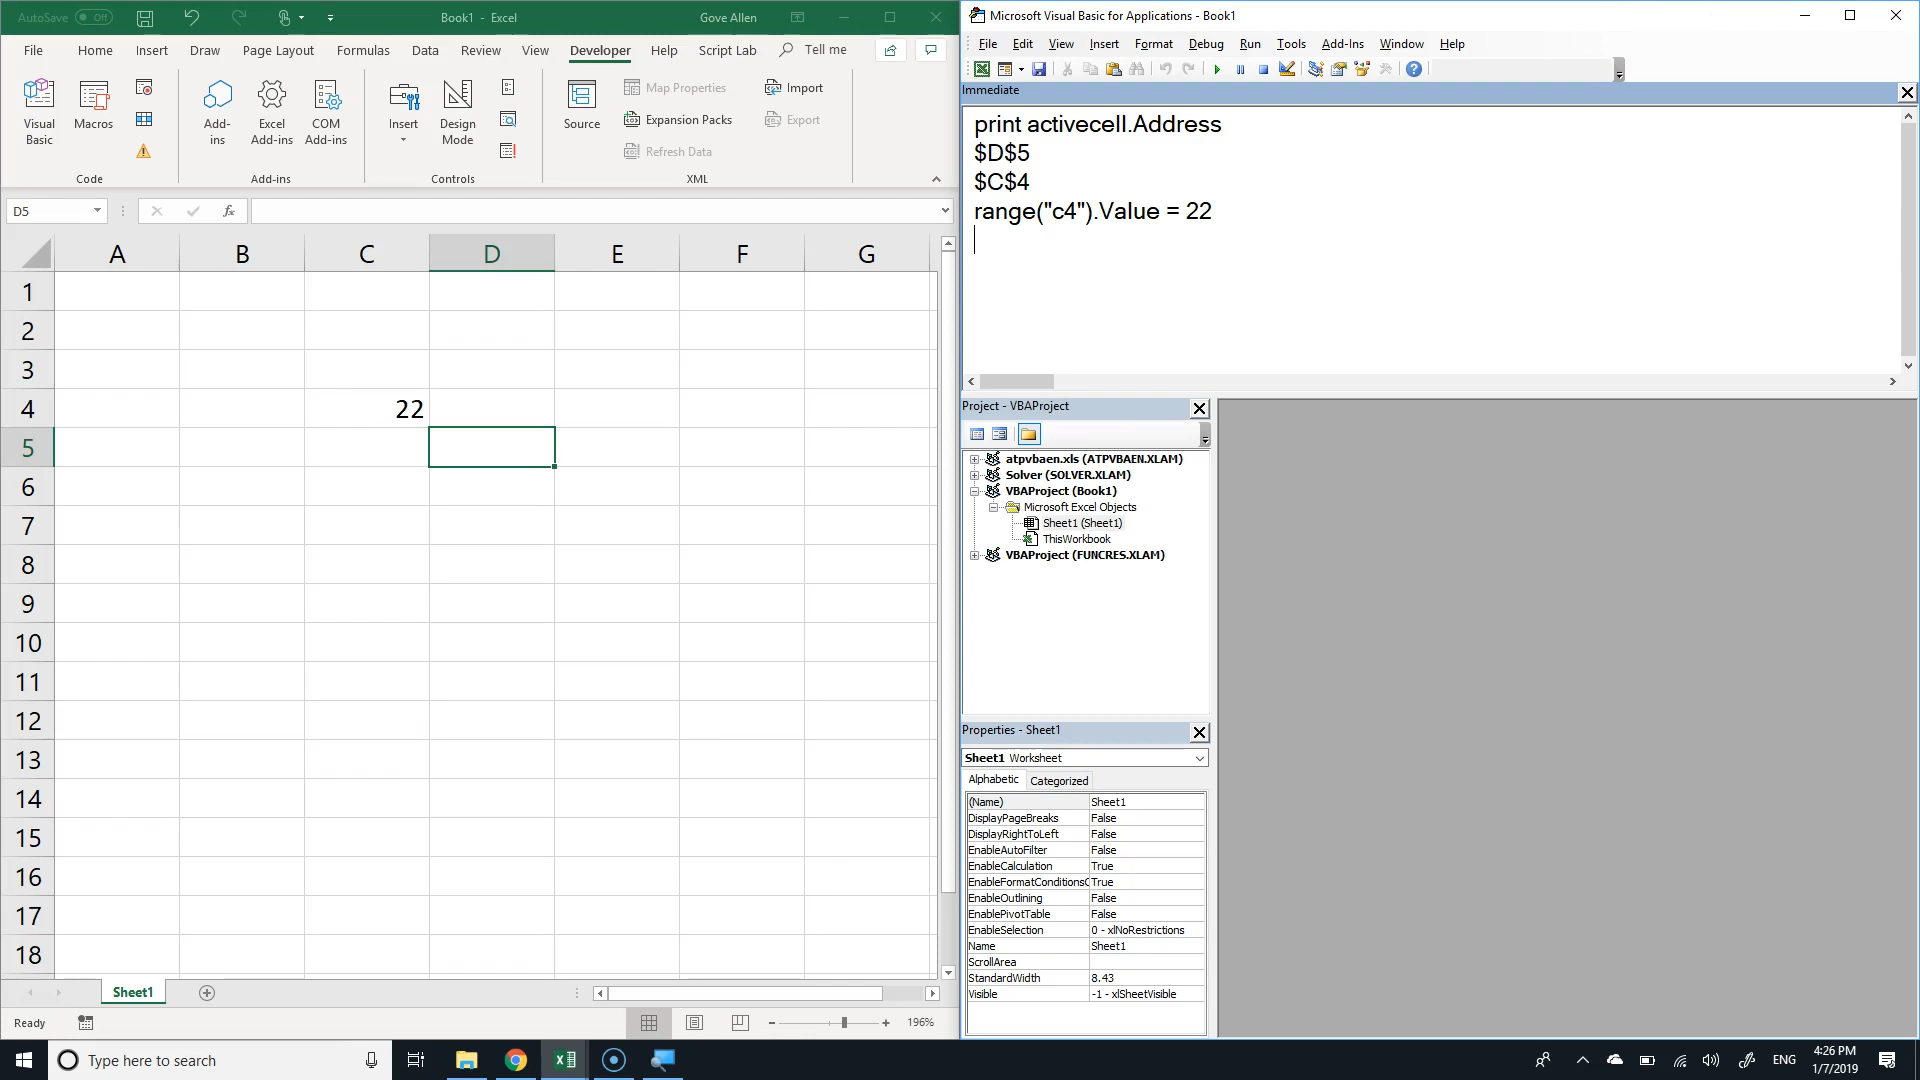 AutoSave Off
Book1 - Excel
Gove Allen
File Home Insert Draw Page Layout Formulas Data Review View Developer Help Script Lab Tell me
Visual Basic
Macros
Code
Add-ins
Excel Add-ins
COM Add-ins
Add-ins
Insert
Design Mode
Controls
Source
Map Properties
Expansion Packs
Refresh Data
Import
Export
XML
D5
fx
A B C D E F G
1
2
3
4 22
5
6
7
8
9
10
11
12
13
14
15
16
17
18
Sheet1
Ready
196%
Microsoft Visual Basic for Applications - Book1
File Edit View Insert Format Debug Run Tools Add-Ins Window Help
Immediate
print activecell.Address
$D$5
$C$4
range("c4").Value = 22
Project - VBAProject
atpvbaen.xls (ATPVBAEN.XLAM)
Solver (SOLVER.XLAM)
VBAProject (Book1)
Microsoft Excel Objects
Sheet1 (Sheet1)
ThisWorkbook
VBAProject (FUNCRES.XLAM)
Properties - Sheet1
Sheet1 Worksheet
Alphabetic Categorized
(Name) Sheet1
DisplayPageBreaks False
DisplayRightToLeft False
EnableAutoFilter False
EnableCalculation True
EnableFormatConditionsC True
EnableOutlining False
EnablePivotTable False
EnableSelection 0 - xlNoRestrictions
Name Sheet1
ScrollArea
StandardWidth 8.43
Visible -1 - xlSheetVisible
Type here to search
ENG
4:26 PM
1/7/2019